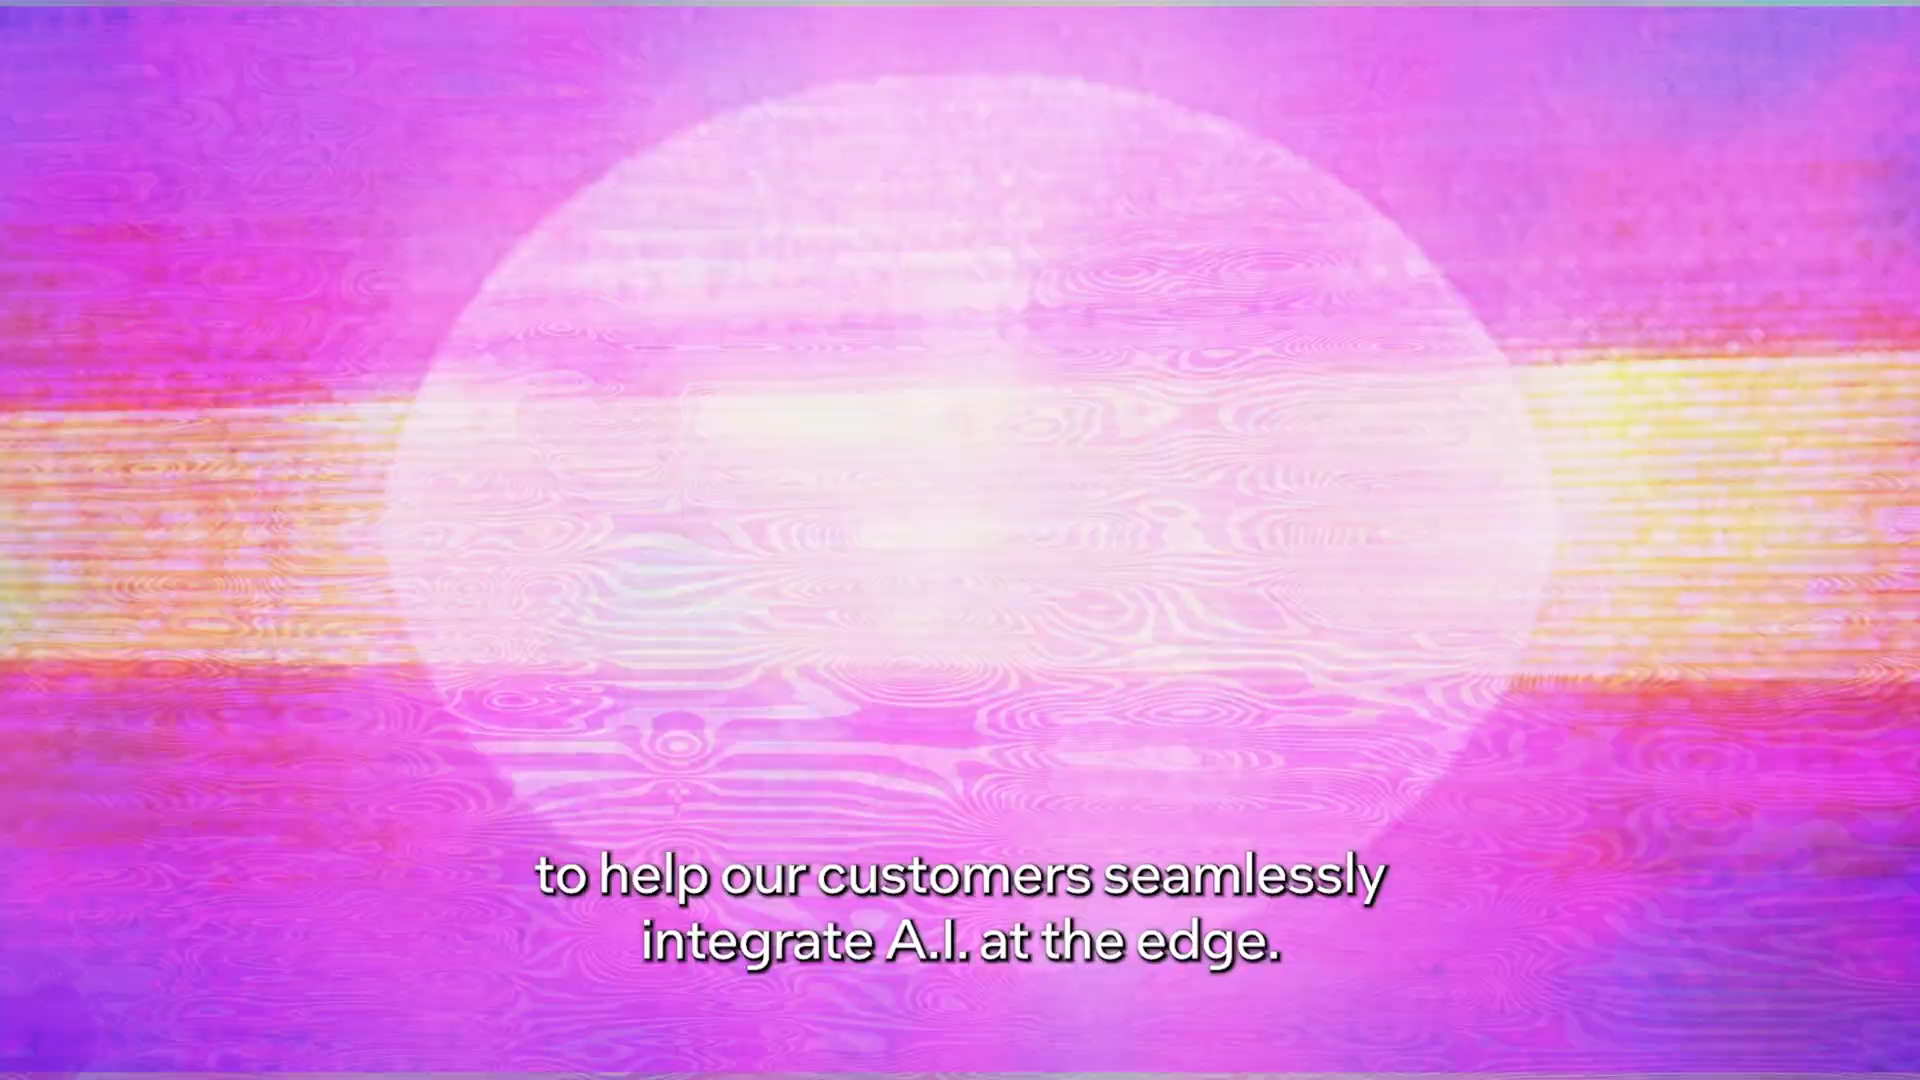 to help our customers seamlessly
integrate A.I. at the edge.